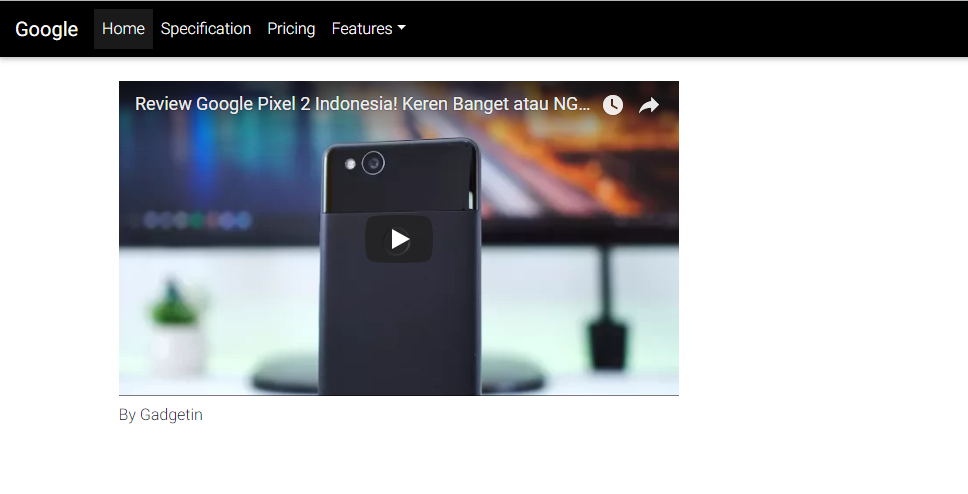 Google Home Specification Pricing Features
Review Google Pixel 2 Indonesia! Keren Banget atau NG...
By Gadgetin